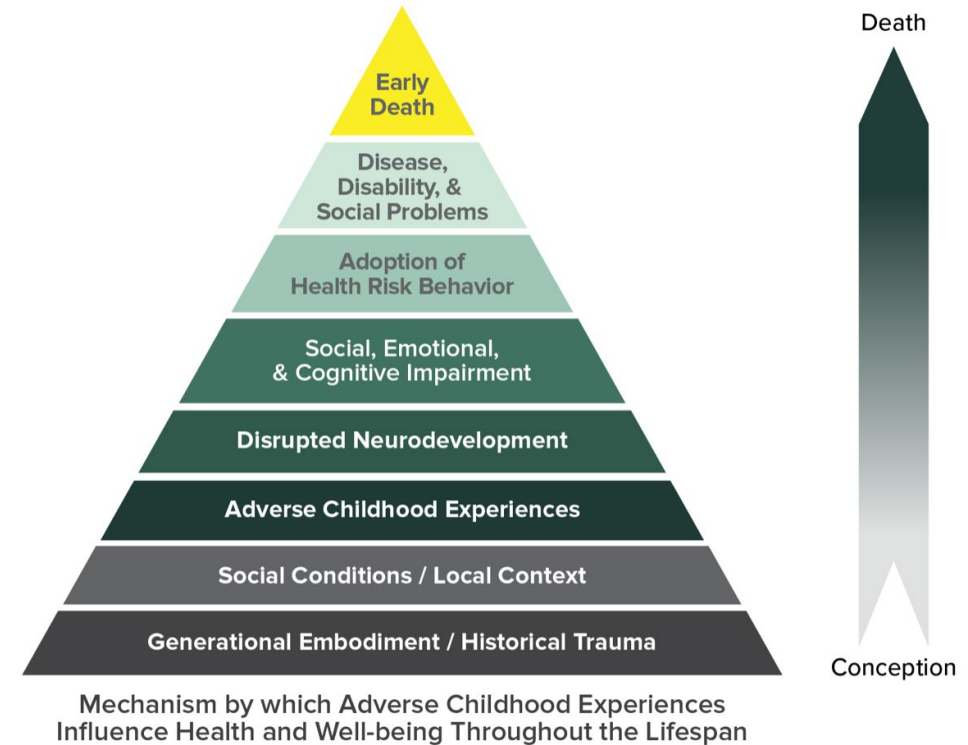 Death
Early
Death
Disease,
Disability, &
Social Problems
Adoption of
Health Risk Behavior
Social, Emotional,
& Cognitive Impairment
Disrupted Neurodevelopment
Adverse Childhood Experiences
Social Conditions / Local Context
Generational Embodiment / Historical Trauma
Conception
Mechanism by which Adverse Childhood Experiences
Influence Health and Well-being Throughout the Lifespan